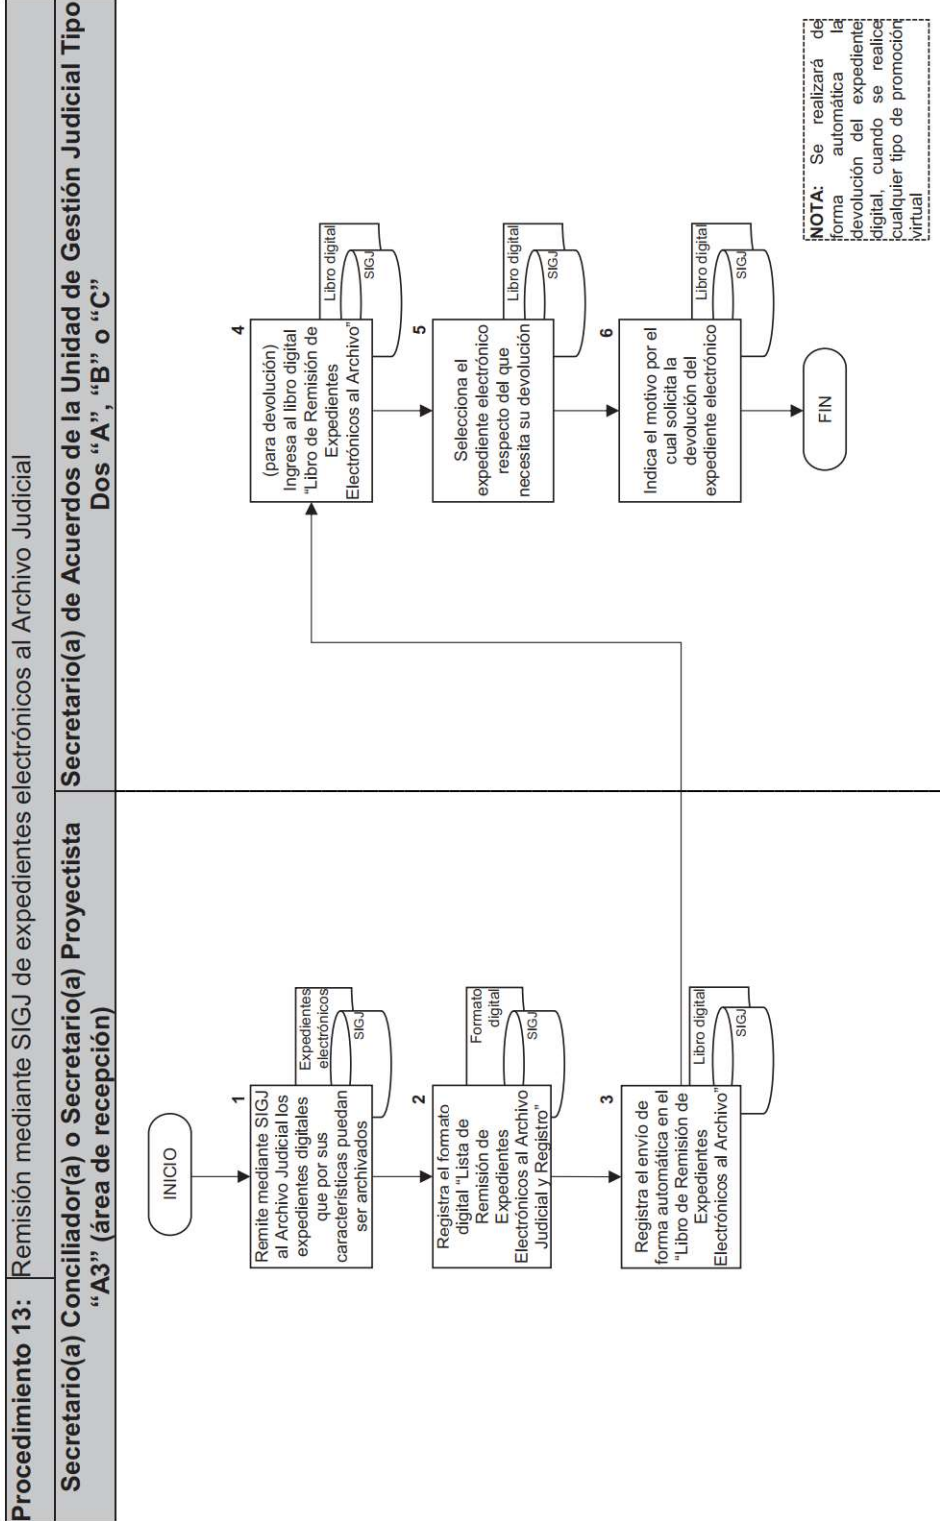 Procedimiento 13:
Remisión mediante SIGJ de expedientes electrónicos al Archivo Judicial
Secretario(a) Conciliador(a) o Secretario(a) Proyectista
“A3” (área de recepción)
Secretario(a) de Acuerdos de la Unidad de Gestión Judicial Tipo
Dos “A”, “B” o “C”
INICIO
1
Remite mediante SIGJ
al Archivo Judicial los
expedientes digitales
que por sus
características pueden
ser archivados
Expedientes
electrónicos
SIGJ
2
Registra el formato
digital “Lista de
Remisión de
Expedientes
Electrónicos al Archivo
Judicial y Registro”
Formato
digital
SIGJ
3
Registra el envío de
forma automática en el
“Libro de Remisión de
Expedientes
Electrónicos al Archivo”
Libro digital
SIGJ
4
(para devolución)
Ingresa al libro digital
“Libro de Remisión de
Expedientes
Electrónicos al Archivo”
Libro digital
SIGJ
5
Selecciona el
expediente electrónico
respecto del que
necesita su devolución
Libro digital
SIGJ
6
Indica el motivo por el
cual solicita la
devolución del
expediente electrónico
Libro digital
SIGJ
FIN
NOTA: Se realizará de
forma automática la
devolución del expediente
digital, cuando se realice
cualquier tipo de promoción
virtual